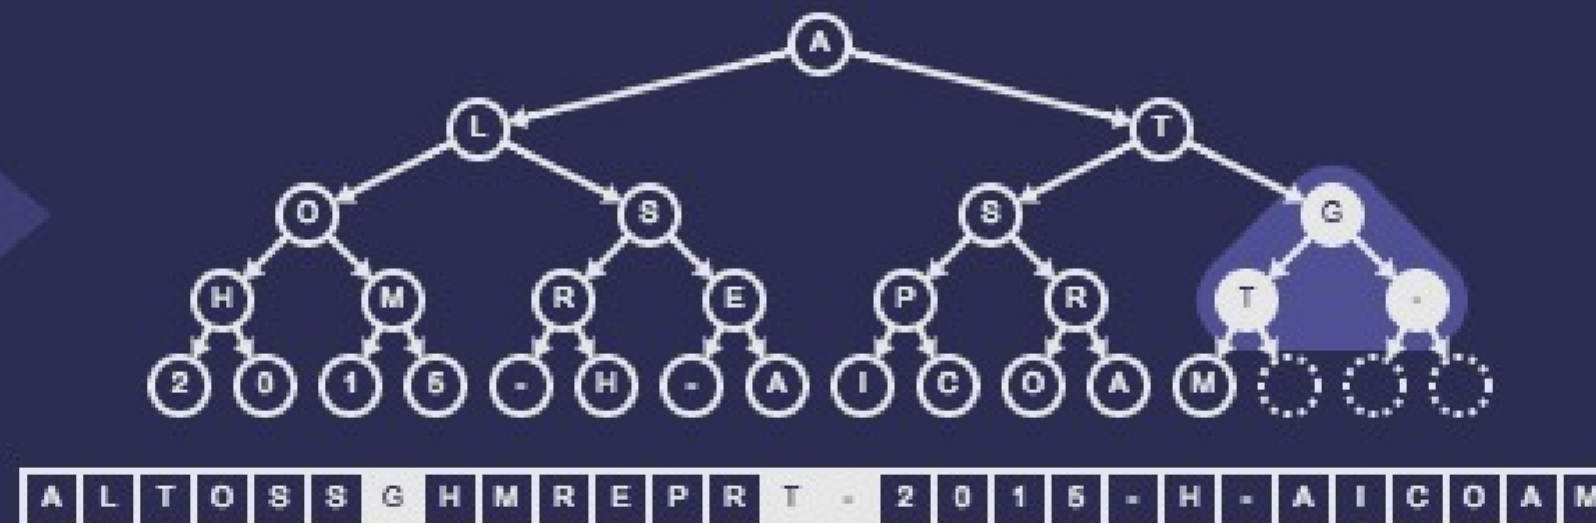 A
L T
O S S G
H M R E P R T -
2 0 1 5 - H - A I C O A M
A L T O S S G H M R E P R T - 2 0 1 5 - H - A I C O A M